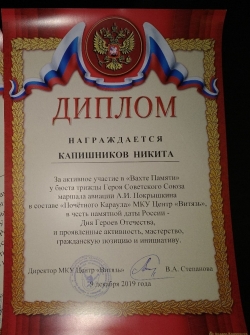 ДИПЛОМ
НАГРАЖДАЕТСЯ
КАПИШНИКОВ НИКИТА
За активное участие в «Вахте Памяти»
у бюста трижды Героя Советского Союза
маршала авиации А.И. Покрышкина
в составе «Почётного Караула» МКУ Центр «Витязь»,
в честь памятной даты России -
Дня Героев Отечества,
и проявленные активность, мастерство,
гражданскую позицию и инициативу.
Директор МКУ Центр «Витязь» В.А. Степанова
9 декабря 2019 года